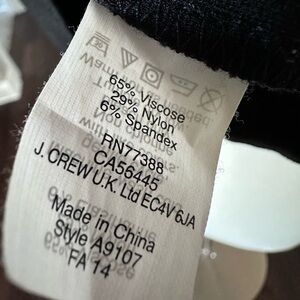 65% Viscose
29% Nylon
6% Spandex
RN77388
CA56445
J. CREW U.K. Ltd EC4V 6JA
Made in China
Style A9107
FA 14